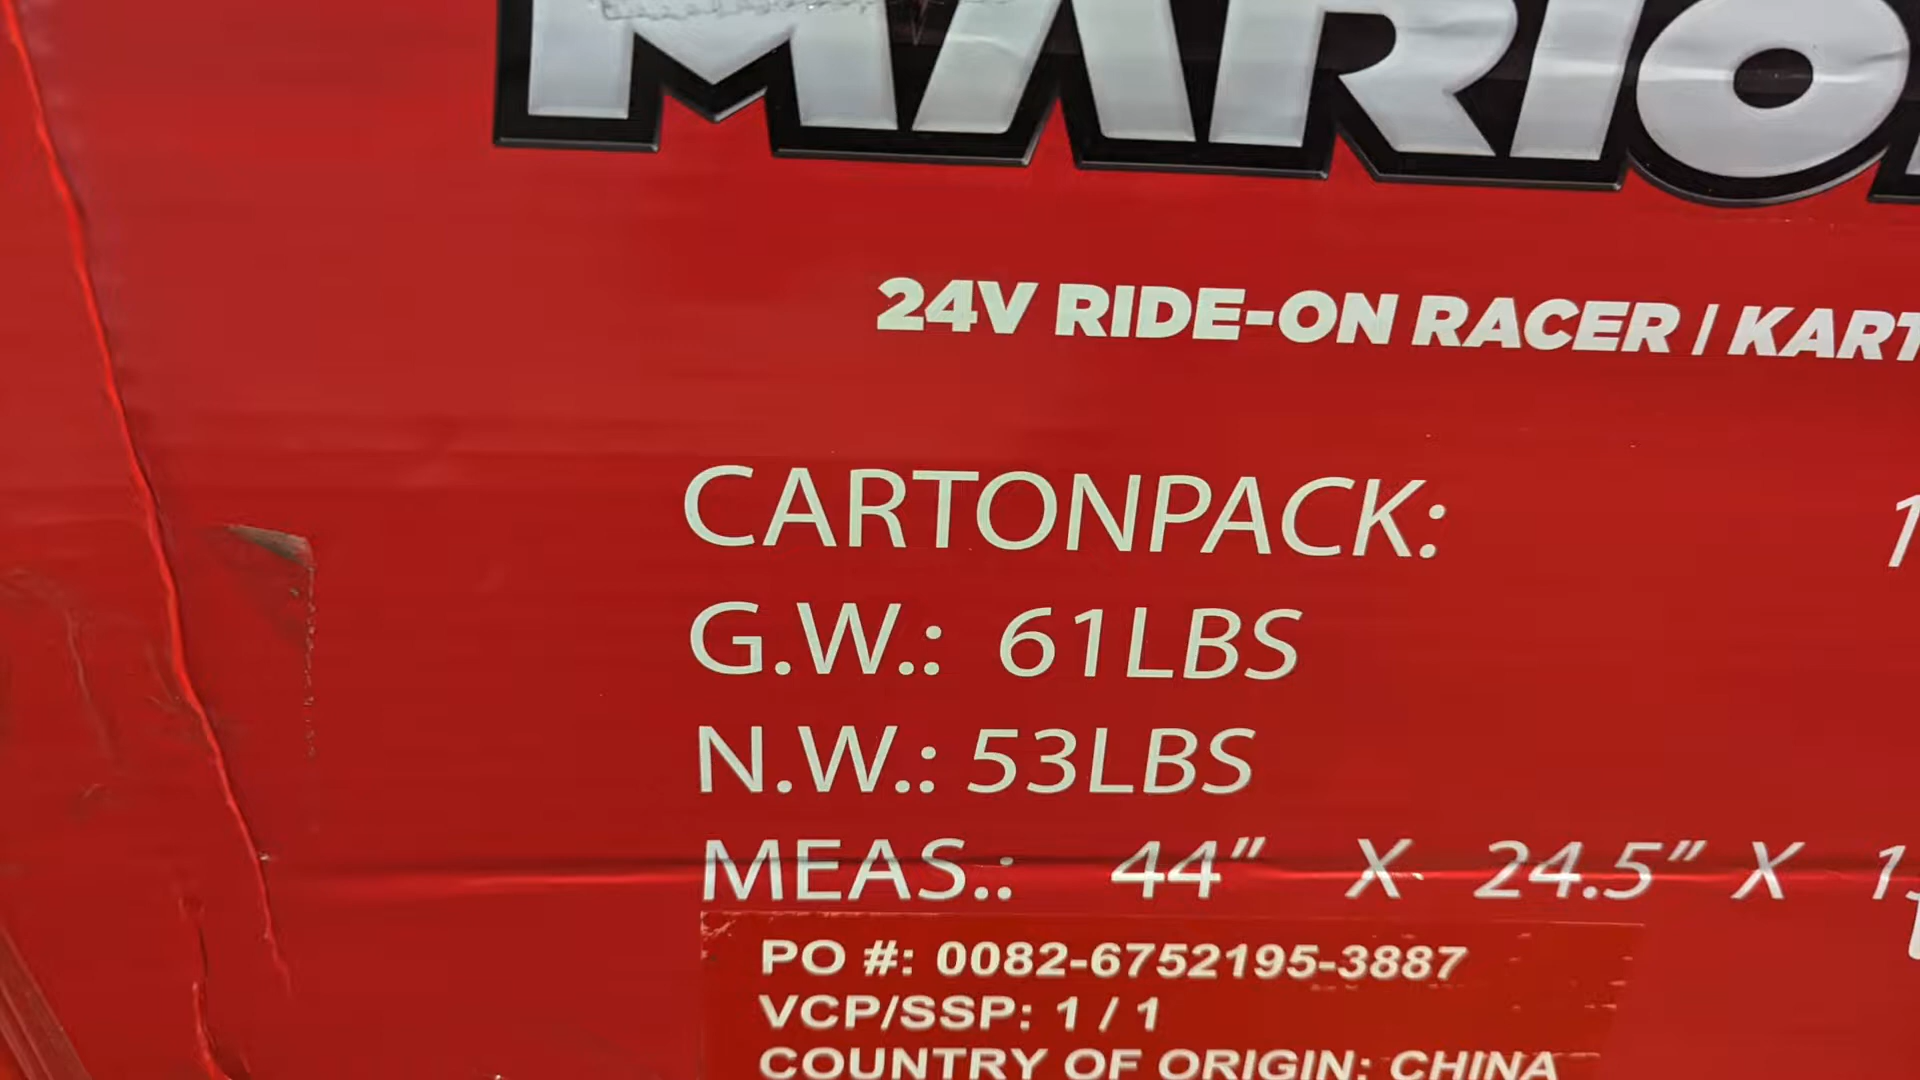 MARIO
24V RIDE-ON RACER / KART
CARTONPACK: 1
G.W.: 61LBS
N.W.: 53LBS
MEAS.: 44" X 24.5" X
PO #: 0082-6752195-3887
VCP/SSP: 1 / 1
COUNTRY OF ORIGIN: CHINA